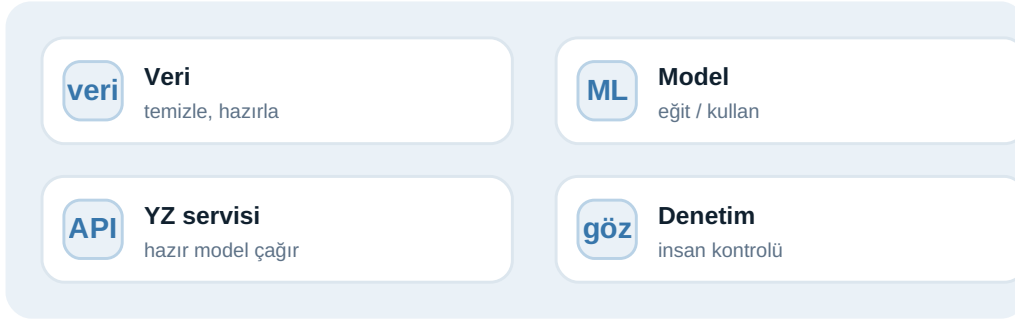 veri
Veri
temizle, hazırla
ML
Model
eğit / kullan
API
YZ servisi
hazır model çağır
göz
Denetim
insan kontrolü